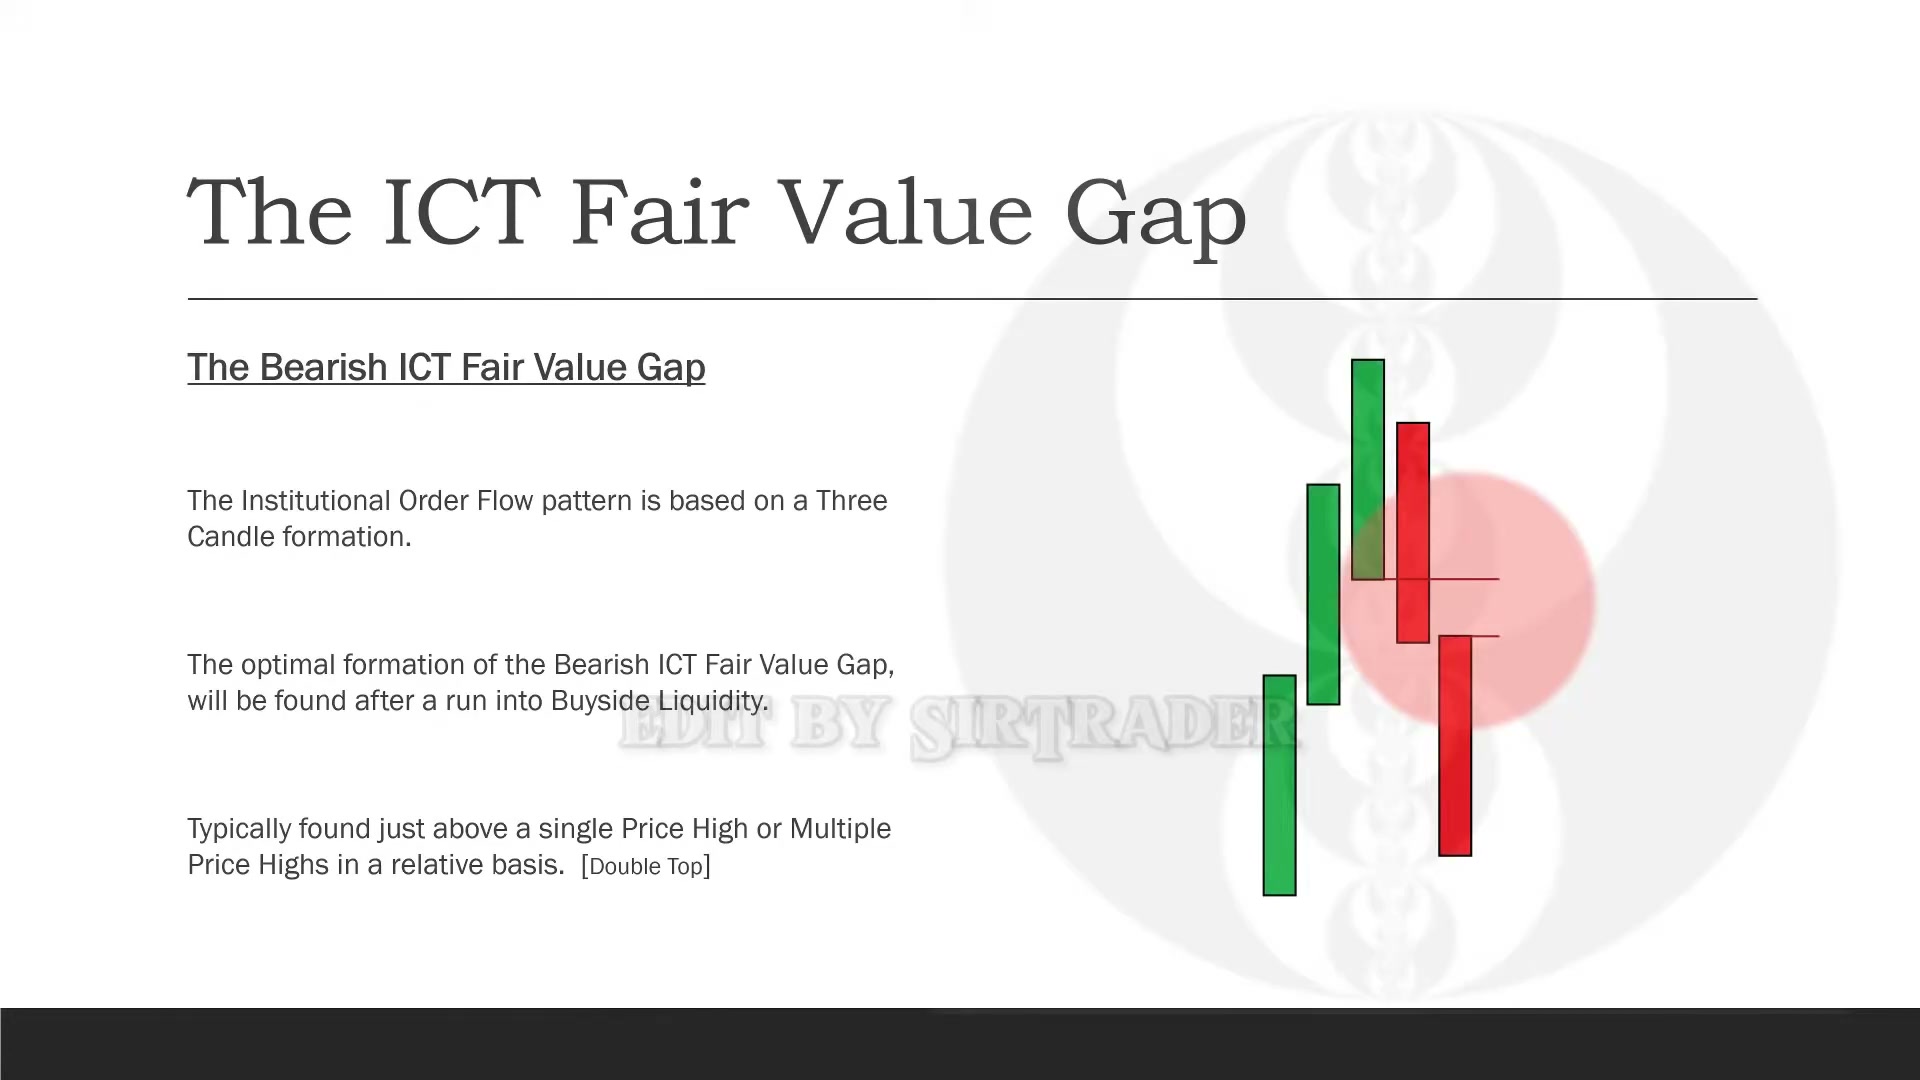 The ICT Fair Value Gap
The Bearish ICT Fair Value Gap
The Institutional Order Flow pattern is based on a Three
Candle formation.
The optimal formation of the Bearish ICT Fair Value Gap,
will be found after a run into Buyside Liquidity.
EDIT BY SIRTRADER
Typically found just above a single Price High or Multiple
Price Highs in a relative basis.  [Double Top]